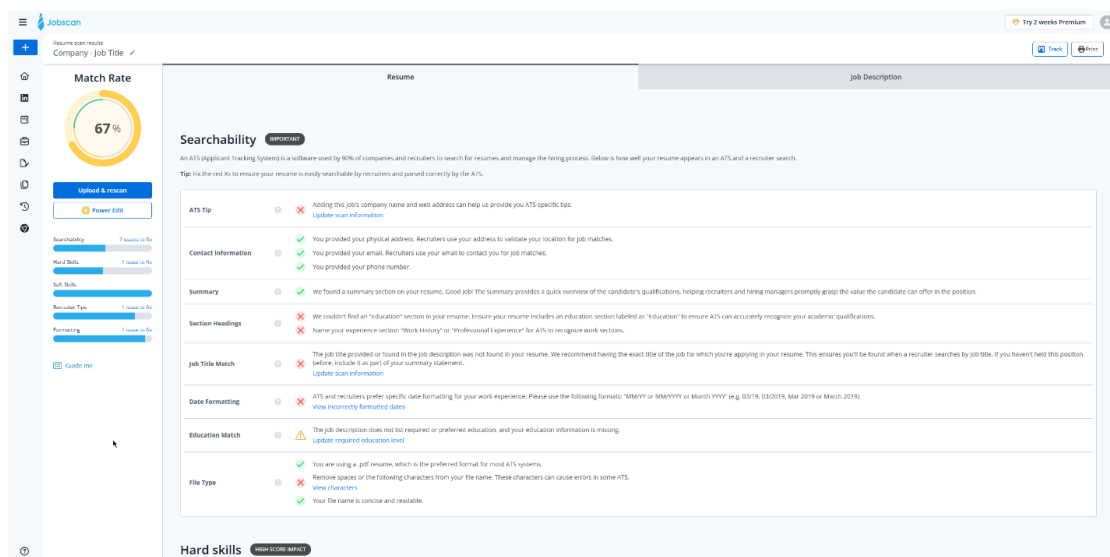 Jobscan
Try 2 weeks Premium
Resume scan results
Company - Job Title
Track
Print
Match Rate
67 %
Upload & rescan
Power Edit
Searchability 7 issues to fix
Hard Skills 1 issue to fix
Soft Skills
Recruiter Tips 1 issue to fix
Formatting 1 issue to fix
Guide me
Resume
Job Description
Searchability IMPORTANT
An ATS (Applicant Tracking System) is a software used by 90% of companies and recruiters to search for resumes and manage the hiring process. Below is how well your resume appears in an ATS and a recruiter search.
Tip: Fix the red Xs to ensure your resume is easily searchable by recruiters and parsed correctly by the ATS.
ATS Tip
Adding this job's company name and web address can help us provide you ATS specific tips.
Update scan information
Contact Information
You provided your physical address. Recruiters use your address to validate your location for job matches.
You provided your email. Recruiters use your email to contact you for job matches.
You provided your phone number.
Summary
We found a summary section on your resume. Good job! The summary provides a quick overview of the candidate's qualifications, helping recruiters and hiring managers promptly grasp the value the candidate can offer in the position.
Section Headings
We couldn't find an "Education" section in your resume. Ensure your resume includes an education section labeled as "Education" to ensure ATS can accurately recognize your academic qualifications.
Name your experience section "Work History" or "Professional Experience" for ATS to recognize work sections.
Job Title Match
The job title provided or found in the job description was not found in your resume. We recommend having the exact title of the job for which you're applying in your resume. This ensures you'll be found when a recruiter searches by job title. If you haven't held this position
before, include it as part of your summary statement.
Update scan information
Date Formatting
ATS and recruiters prefer specific date formatting for your work experience. Please use the following formats: "MM/YY or MM/YYYY or Month YYYY" (e.g. 03/19, 03/2019, Mar 2019 or March 2019).
View incorrectly formatted dates
Education Match
The job description does not list required or preferred education, and your education information is missing.
Update required education level
File Type
You are using a .pdf resume, which is the preferred format for most ATS systems.
Remove spaces or the following characters from your file name. These characters can cause errors in some ATS.
View characters
Your file name is concise and readable.
Hard skills HIGH SCORE IMPACT